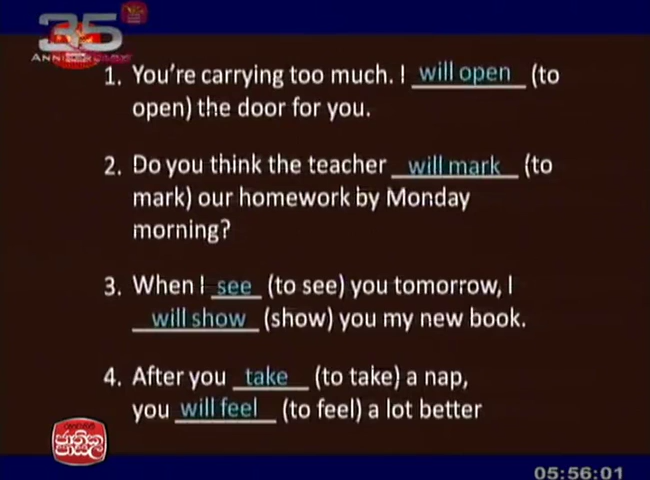 35
ANNIVERSARY
1. You're carrying too much. I will open (to
open) the door for you.
2. Do you think the teacher will mark (to
mark) our homework by Monday
morning?
3. When I see (to see) you tomorrow, I
will show (show) you my new book.
4. After you take (to take) a nap,
you will feel (to feel) a lot better
ජාතික
පාසල
05:56:01